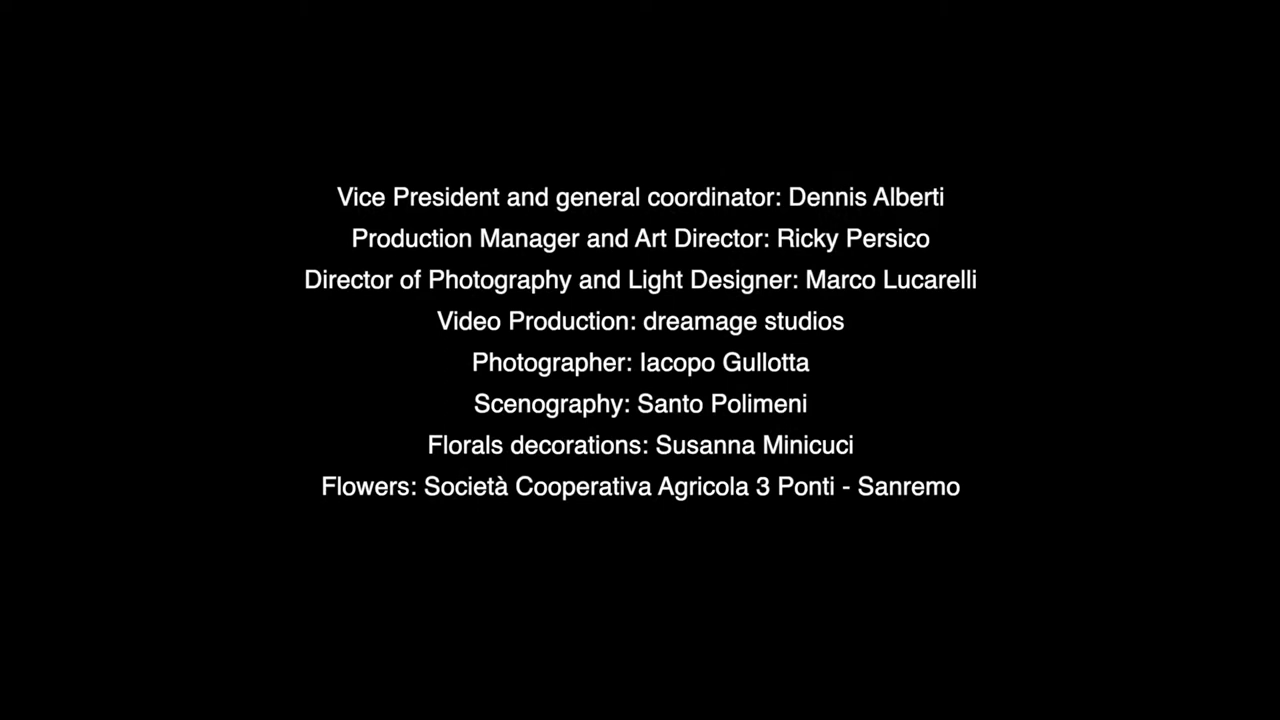 Vice President and general coordinator: Dennis Alberti
Production Manager and Art Director: Ricky Persico
Director of Photography and Light Designer: Marco Lucarelli
Video Production: dreamage studios
Photographer: Iacopo Gullotta
Scenography: Santo Polimeni
Florals decorations: Susanna Minicuci
Flowers: Società Cooperativa Agricola 3 Ponti - Sanremo